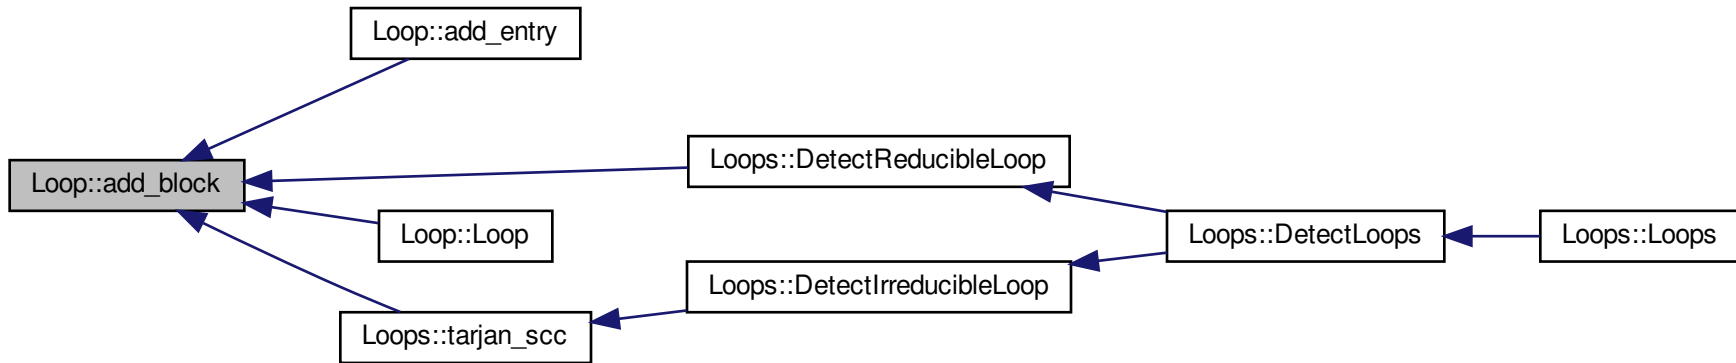 Loop::add_entry
Loops::DetectReducibleLoop
Loop::add_block
Loop::Loop
Loops::DetectLoops
Loops::Loops
Loops::DetectIrreducibleLoop
Loops::tarjan_scc